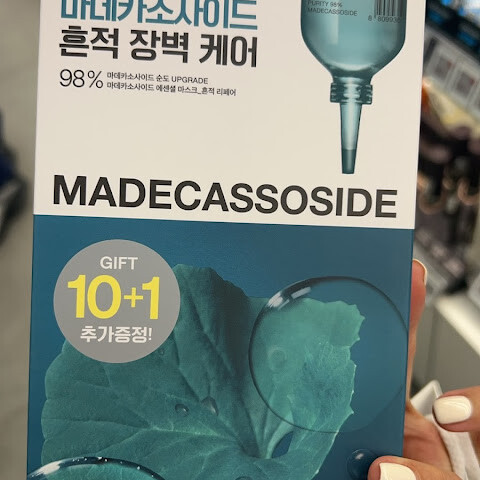 마데카소사이드
흔적 장벽 케어
98% 마데카소사이드 순도 UPGRADE
마데카소사이드 에센셜 마스크_흔적 리페어
PURITY 98%
MADECASSOSIDE
MADECASSOSIDE
GIFT
10+1
추가증정!